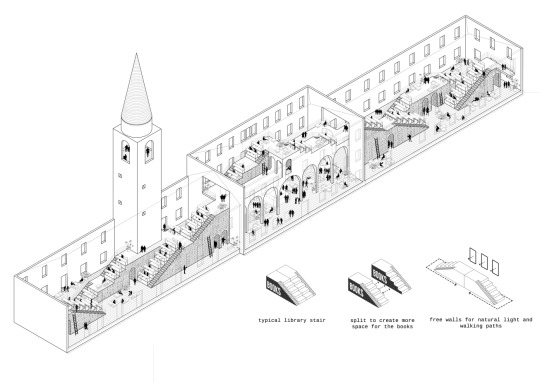 BOOKS
BOOKS
BOOKS
typical library stair
split to create more
space for the books
free walls for natural light and
walking paths